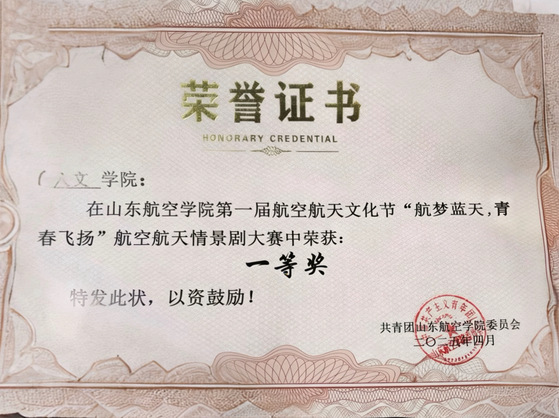 荣誉证书
HONORARY CREDENTIAL
人文 学院：
在山东航空学院第一届航空航天文化节“航梦蓝天，青
春飞扬”航空航天情景剧大赛中荣获：
一等奖
特发此状，以资鼓励！
共青团山东航空学院委员会
二〇二五年四月